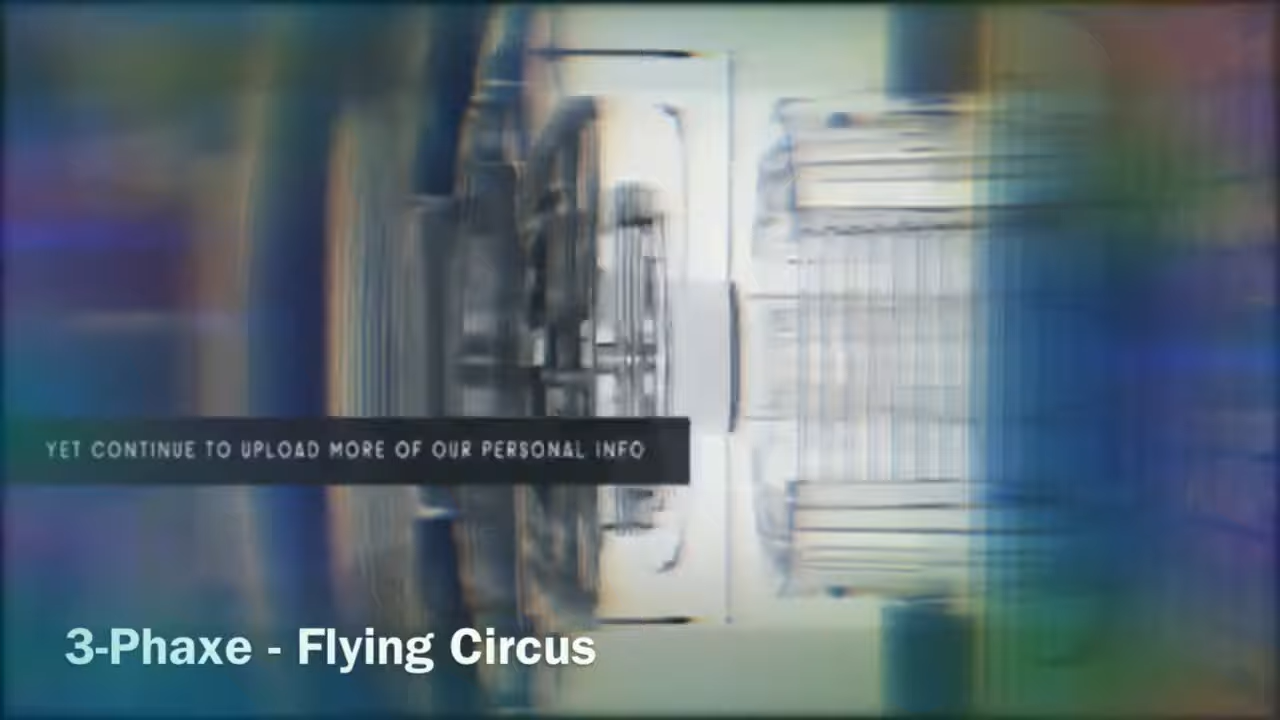 YET CONTINUE TO UPLOAD MORE OF OUR PERSONAL INFO
3-Phaxe - Flying Circus